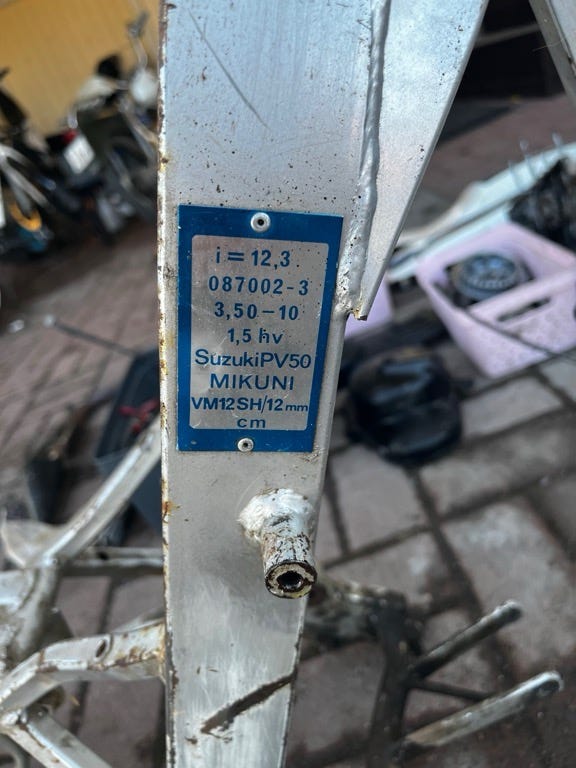 i = 12,3
087002-3
3,50-10
1,5 hv
SuzukiPV50
MIKUNI
VM12SH/12mm
cm